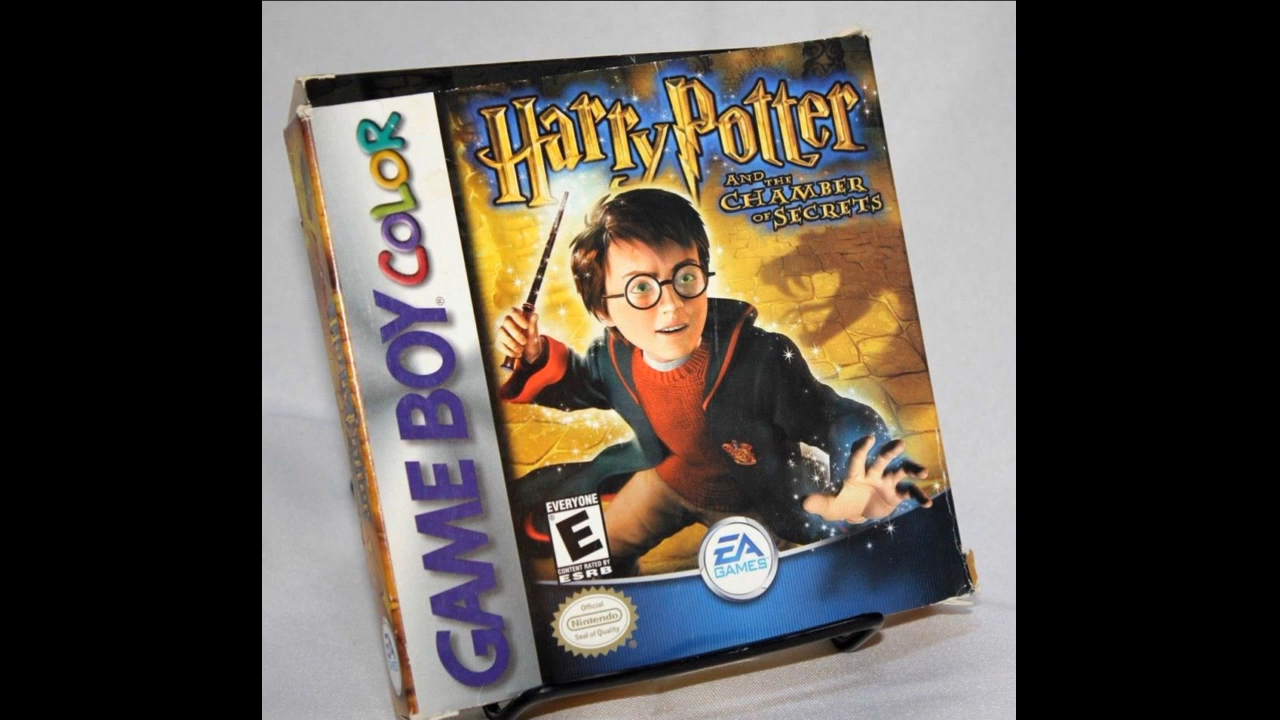 GAME BOY COLOR
Harry Potter
AND THE
CHAMBER
OF SECRETS
EVERYONE
E
CONTENT RATED BY
ESRB
EA
GAMES
Official
Nintendo
Seal of Quality